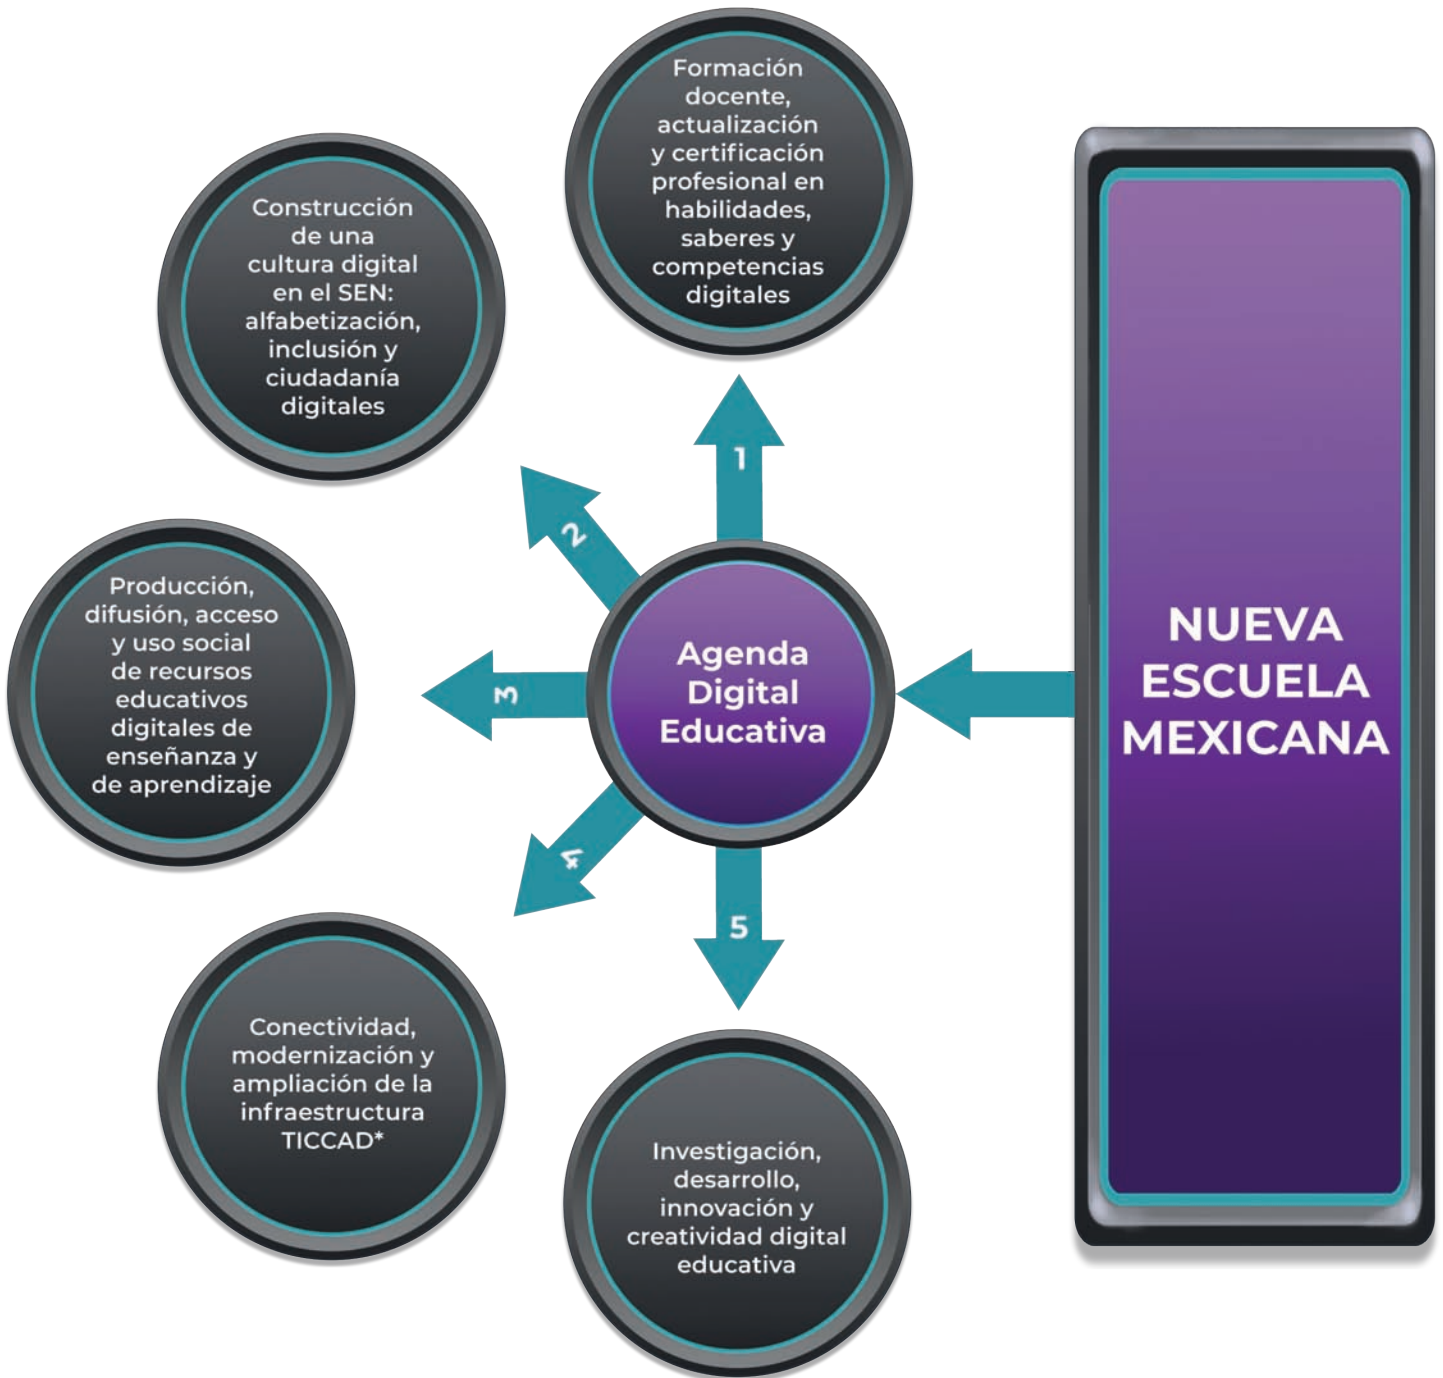 Formación
docente,
actualización
y certificación
profesional en
habilidades,
saberes y
competencias
digitales
Construcción
de una
cultura digital
en el SEN:
alfabetización,
inclusión y
ciudadanía
digitales
Producción,
difusión, acceso
y uso social
de recursos
educativos
digitales de
enseñanza y
de aprendizaje
Conectividad,
modernización y
ampliación de la
infraestructura
TICCAD*
Investigación,
desarrollo,
innovación y
creatividad digital
educativa
1
2
3
4
5
Agenda
Digital
Educativa
NUEVA
ESCUELA
MEXICANA